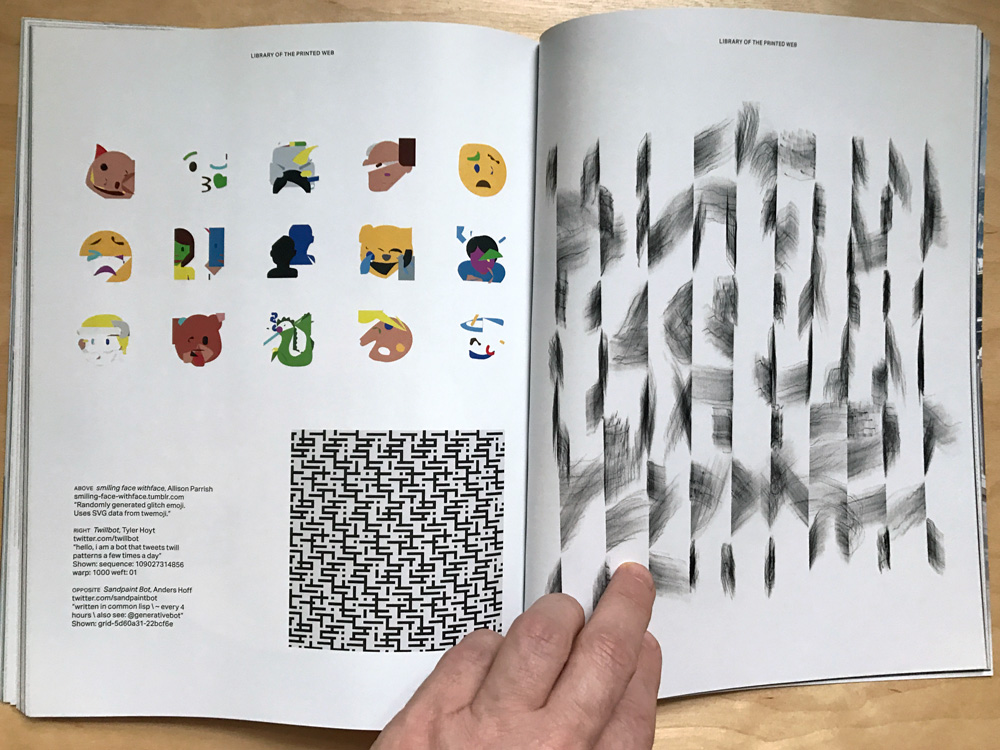 LIBRARY OF THE PRINTED WEB
LIBRARY OF THE PRINTED WEB
ABOVE smiling face withface, Allison Parrish
smiling-face-withface.tumblr.com
"Randomly generated glitch emoji.
Uses SVG data from twemoji."
RIGHT Twillbot, Tyler Hoyt
twitter.com/twillbot
"hello, i am a bot that tweets twill
patterns a few times a day"
Shown: sequence: 109027314856
warp: 1000 weft: 01
OPPOSITE Sandpaint Bot, Anders Hoff
twitter.com/sandpaintbot
"written in common lisp \ ~ every 4
hours \ also see: @generativebot"
Shown: grid-5d60a31-22bcf6e